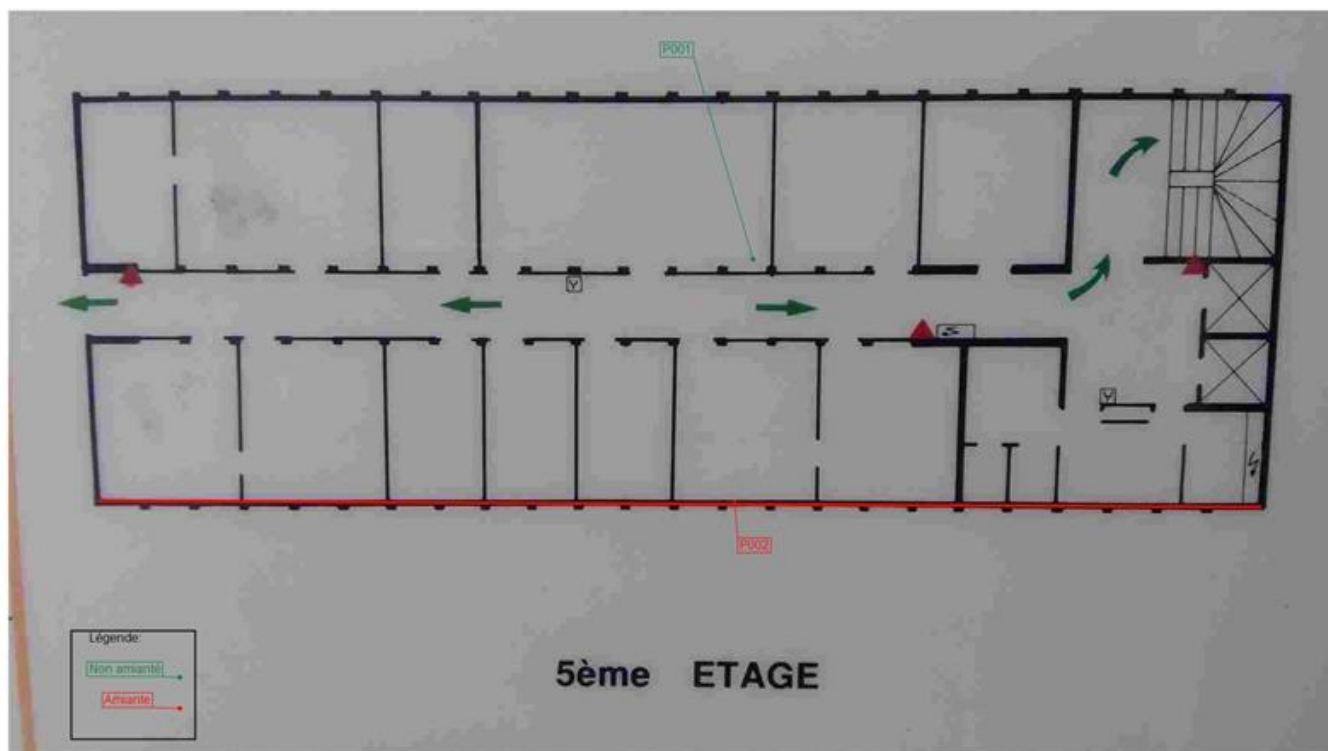 P001
Y
Y
P002
Légende:
Non amianté
Amiante
5ème ETAGE